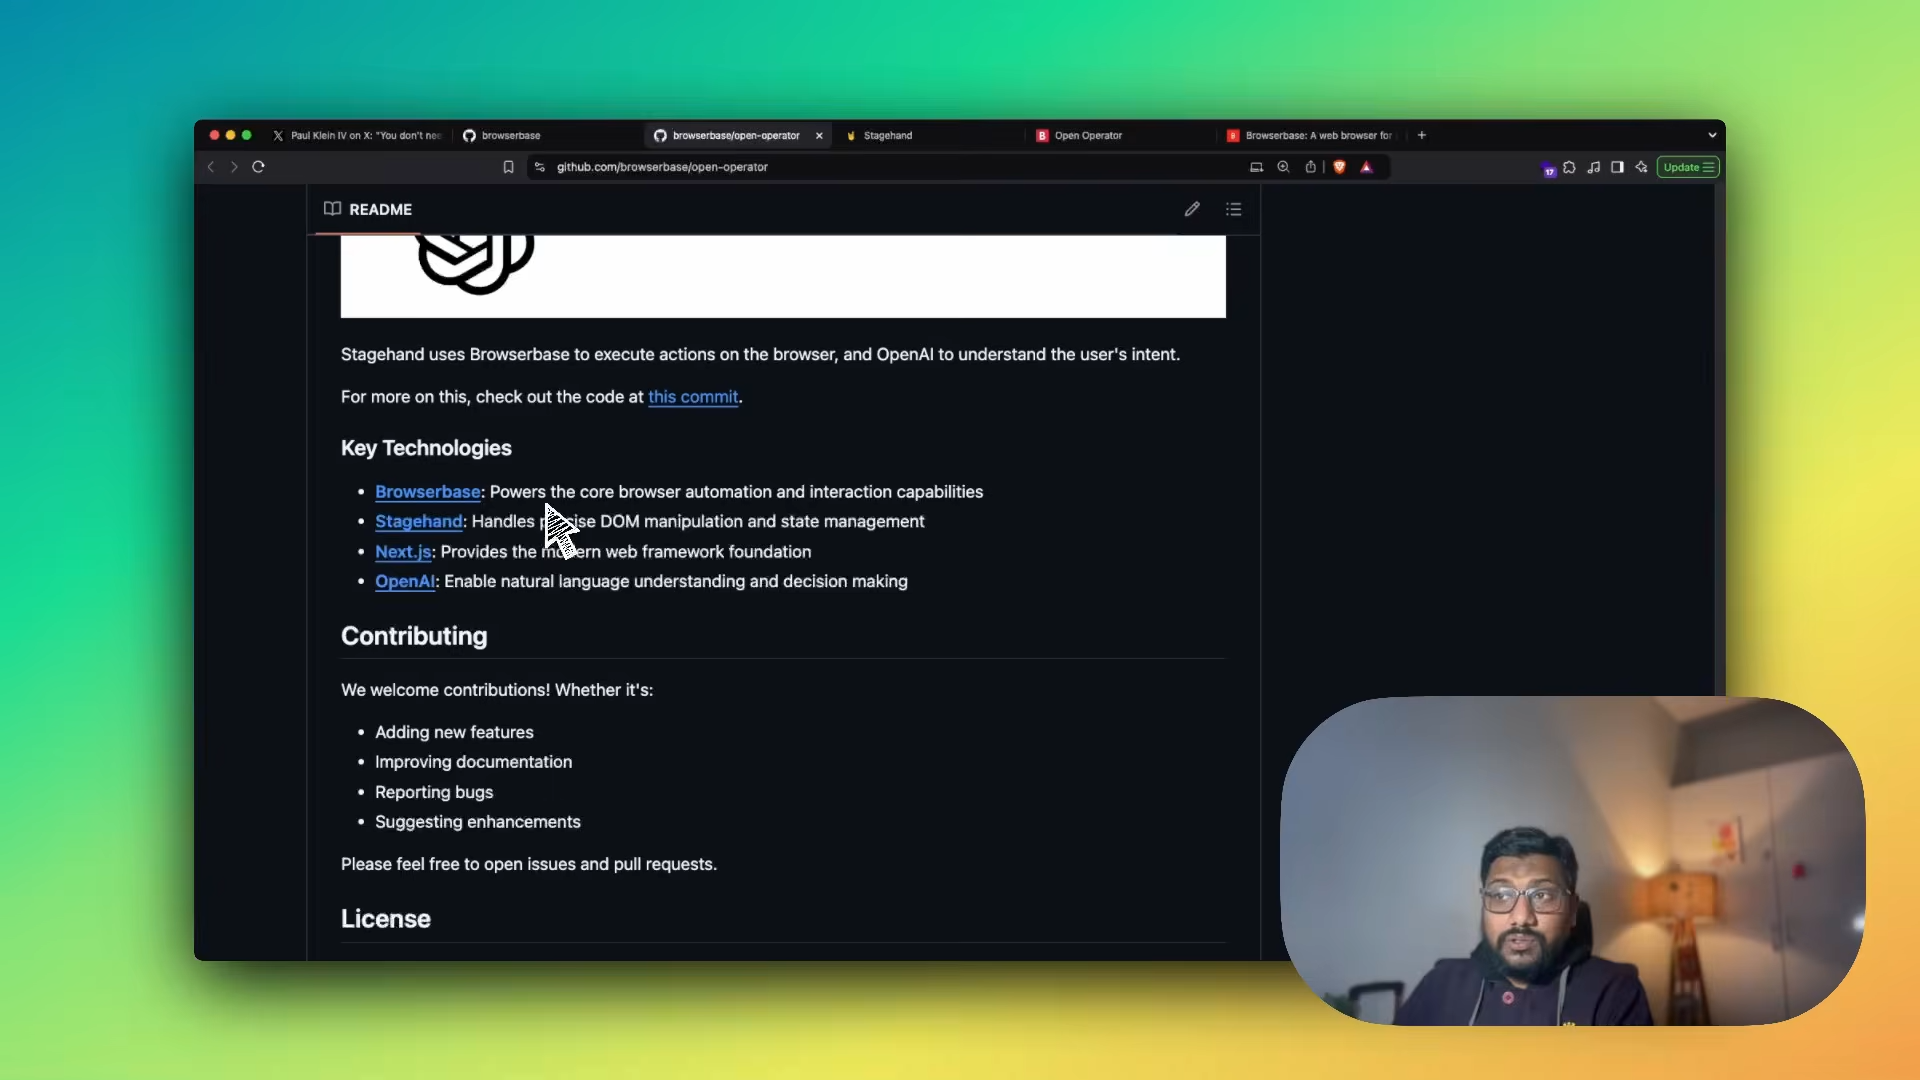 Paul Klein IV on X: "You don't nee
browserbase
browserbase/open-operator
Stagehand
B Open Operator
Browserbase: A web browser for
github.com/browserbase/open-operator
17
Update
README
Stagehand uses Browserbase to execute actions on the browser, and OpenAI to understand the user's intent.
For more on this, check out the code at this commit.
Key Technologies
• Browserbase: Powers the core browser automation and interaction capabilities
• Stagehand: Handles precise DOM manipulation and state management
• Next.js: Provides the modern web framework foundation
• OpenAI: Enable natural language understanding and decision making
Contributing
We welcome contributions! Whether it's:
• Adding new features
• Improving documentation
• Reporting bugs
• Suggesting enhancements
Please feel free to open issues and pull requests.
License